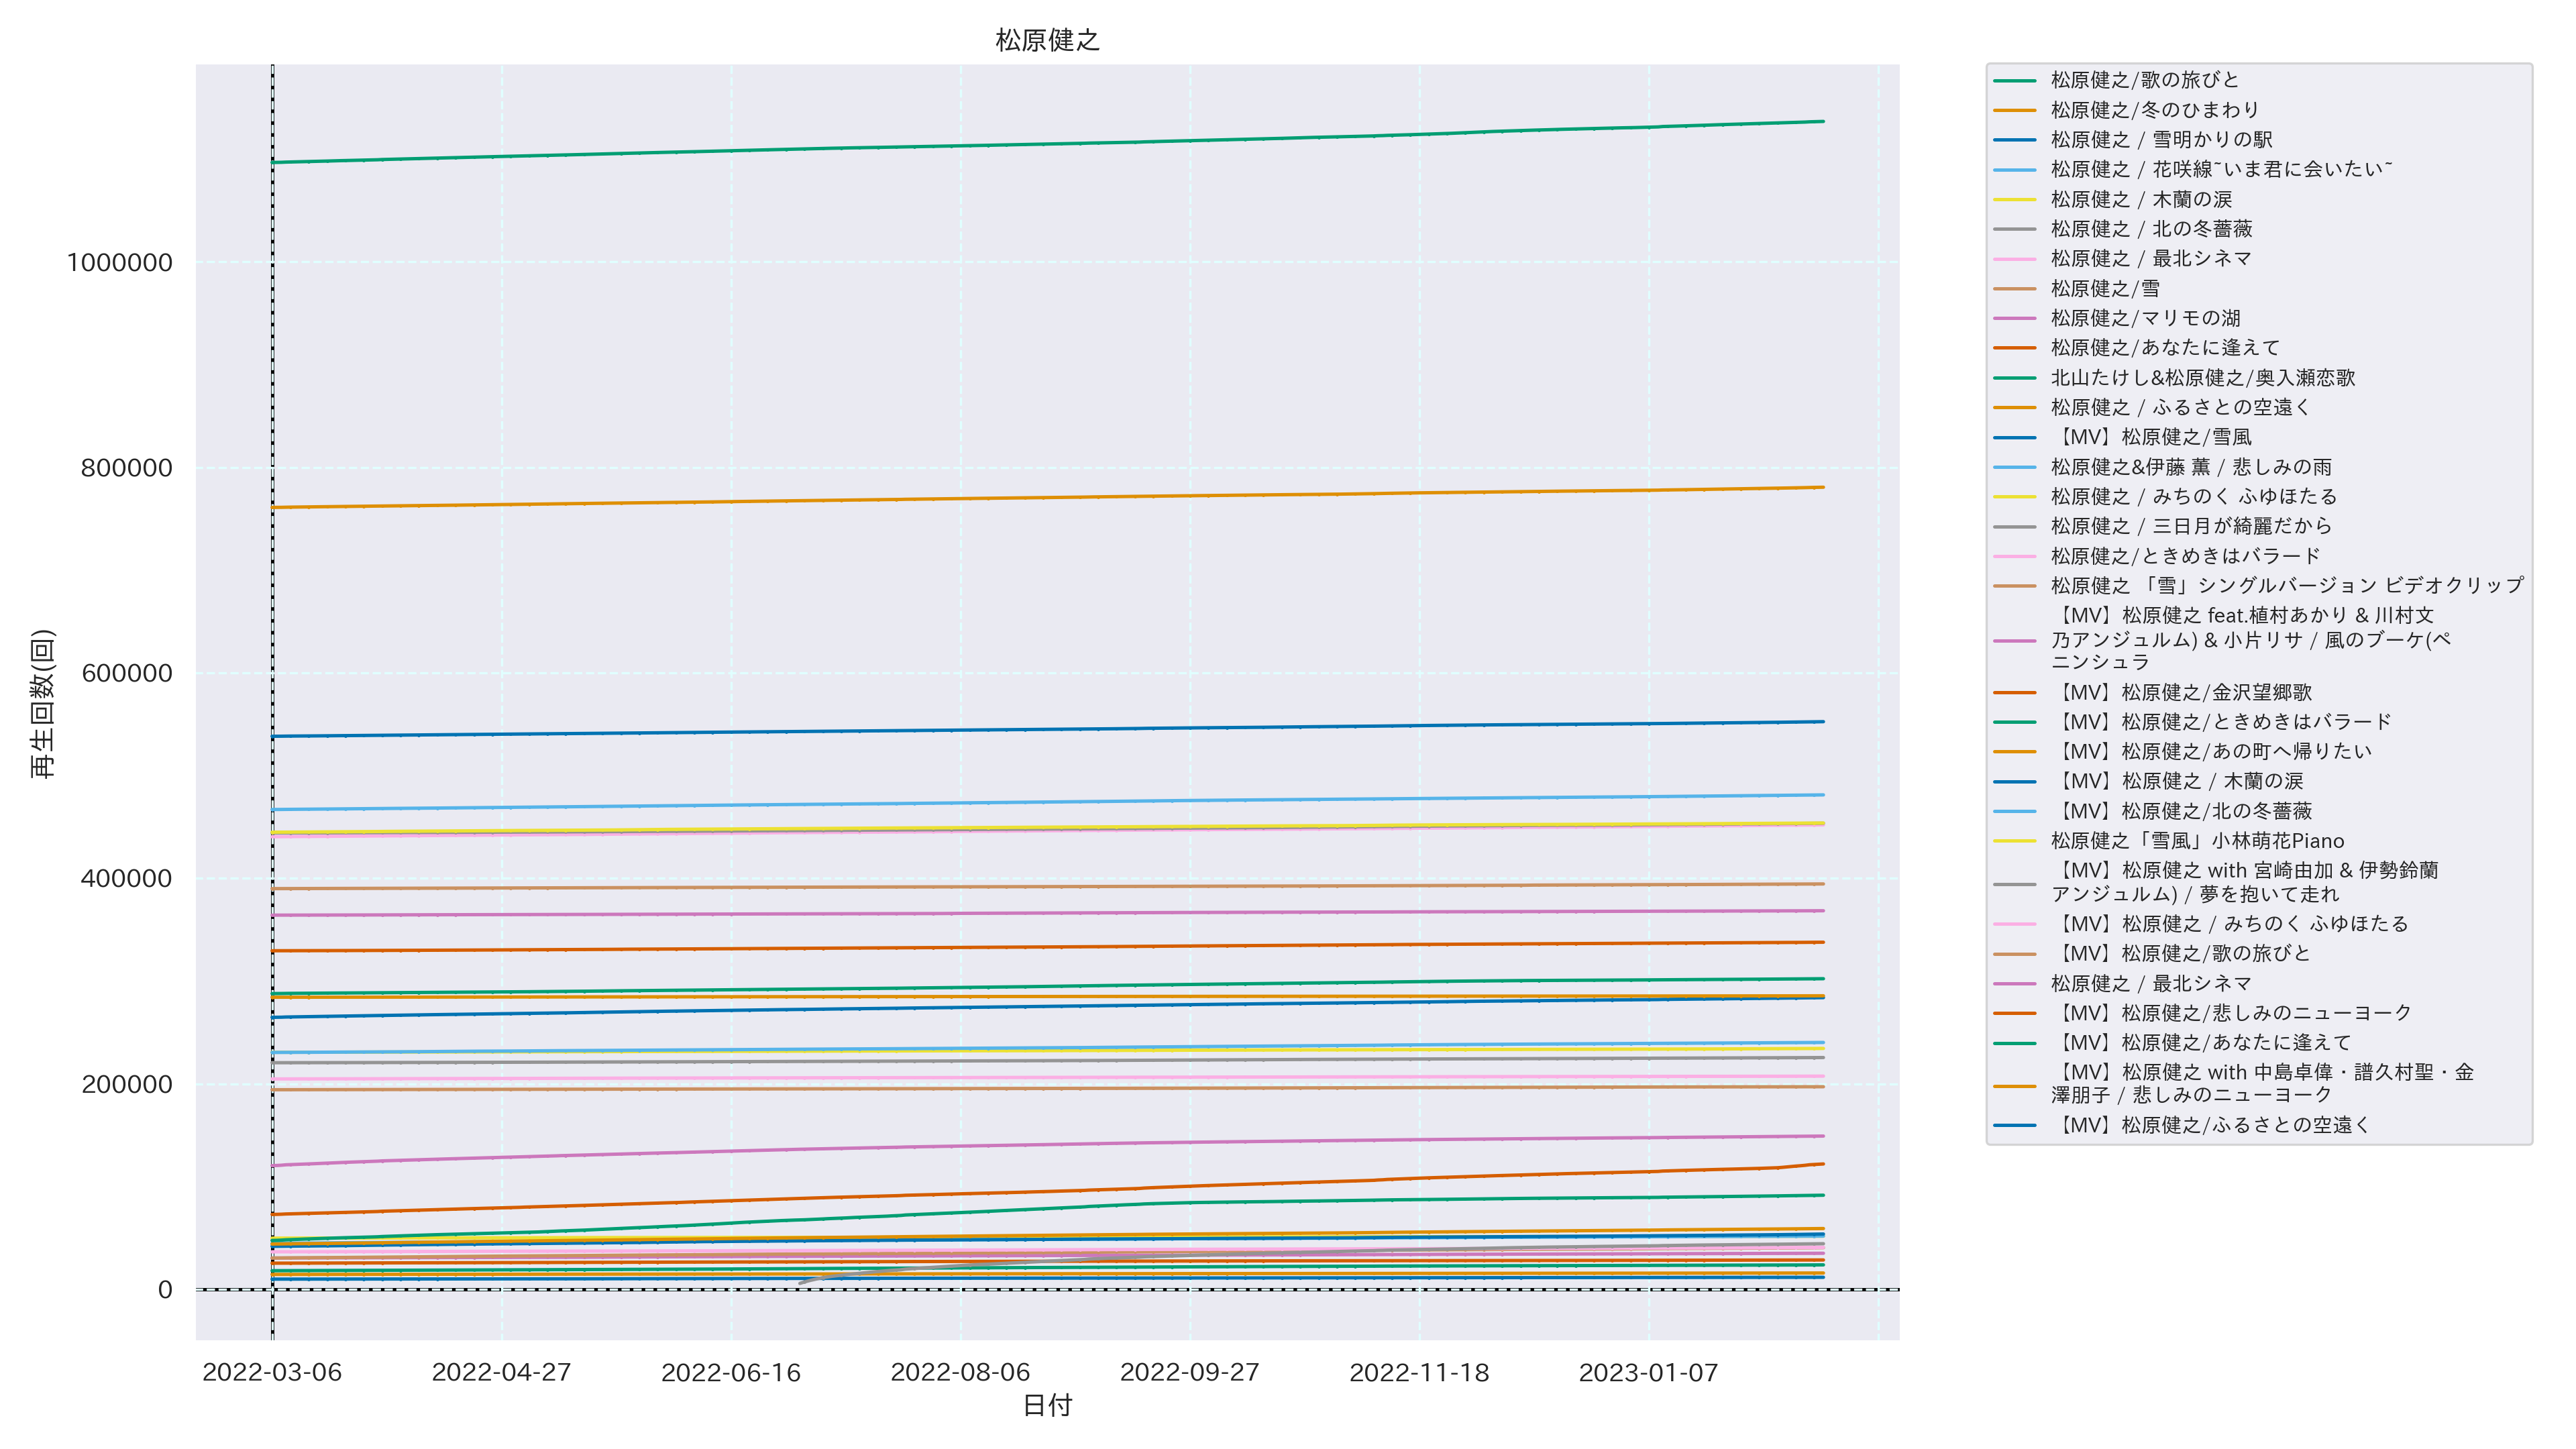 松原健之
再生回数(回)
1000000
800000
600000
400000
200000
0
2022-03-06
2022-04-27
2022-06-16
2022-08-06
2022-09-27
2022-11-18
2023-01-07
日付
松原健之/歌の旅びと
松原健之/冬のひまわり
松原健之 / 雪明かりの駅
松原健之 / 花咲線~いま君に会いたい~
松原健之 / 木蘭の涙
松原健之 / 北の冬薔薇
松原健之 / 最北シネマ
松原健之/雪
松原健之/マリモの湖
松原健之/あなたに逢えて
北山たけし&松原健之/奥入瀬恋歌
松原健之 / ふるさとの空遠く
【MV】松原健之/雪風
松原健之&伊藤 薫 / 悲しみの雨
松原健之 / みちのく ふゆほたる
松原健之 / 三日月が綺麗だから
松原健之/ときめきはバラード
松原健之 「雪」シングルバージョン ビデオクリップ
【MV】松原健之 feat.植村あかり & 川村文
乃アンジュルム) & 小片リサ / 風のブーケ(ペ
ニンシュラ
【MV】松原健之/金沢望郷歌
【MV】松原健之/ときめきはバラード
【MV】松原健之/あの町へ帰りたい
【MV】松原健之 / 木蘭の涙
【MV】松原健之/北の冬薔薇
松原健之「雪風」小林萌花Piano
【MV】松原健之 with 宮崎由加 & 伊勢鈴蘭
アンジュルム) / 夢を抱いて走れ
【MV】松原健之 / みちのく ふゆほたる
【MV】松原健之/歌の旅びと
松原健之 / 最北シネマ
【MV】松原健之/悲しみのニューヨーク
【MV】松原健之/あなたに逢えて
【MV】松原健之 with 中島卓偉・譜久村聖・金
澤朋子 / 悲しみのニューヨーク
【MV】松原健之/ふるさとの空遠く